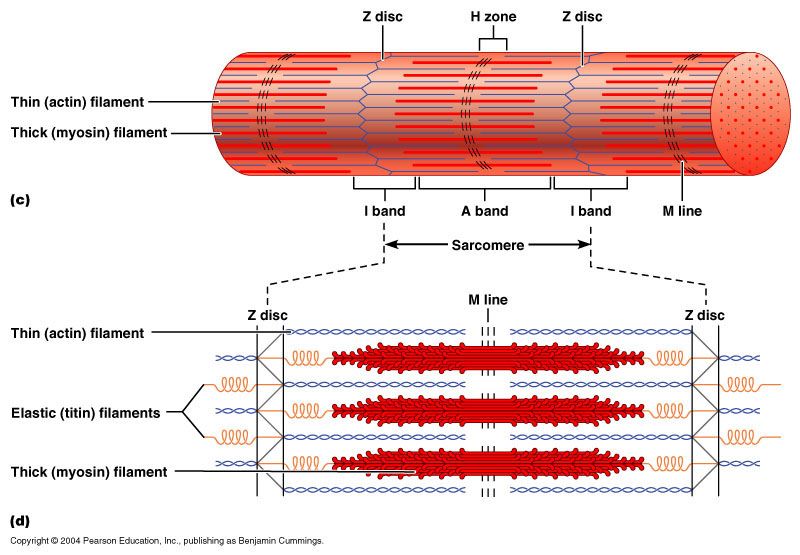 Z disc
H zone
Z disc
Thin (actin) filament
Thick (myosin) filament
(c)
I band
A band
I band
M line
Sarcomere
Z disc
M line
Z disc
Thin (actin) filament
Elastic (titin) filaments
Thick (myosin) filament
(d)
Copyright © 2004 Pearson Education, Inc., publishing as Benjamin Cummings.